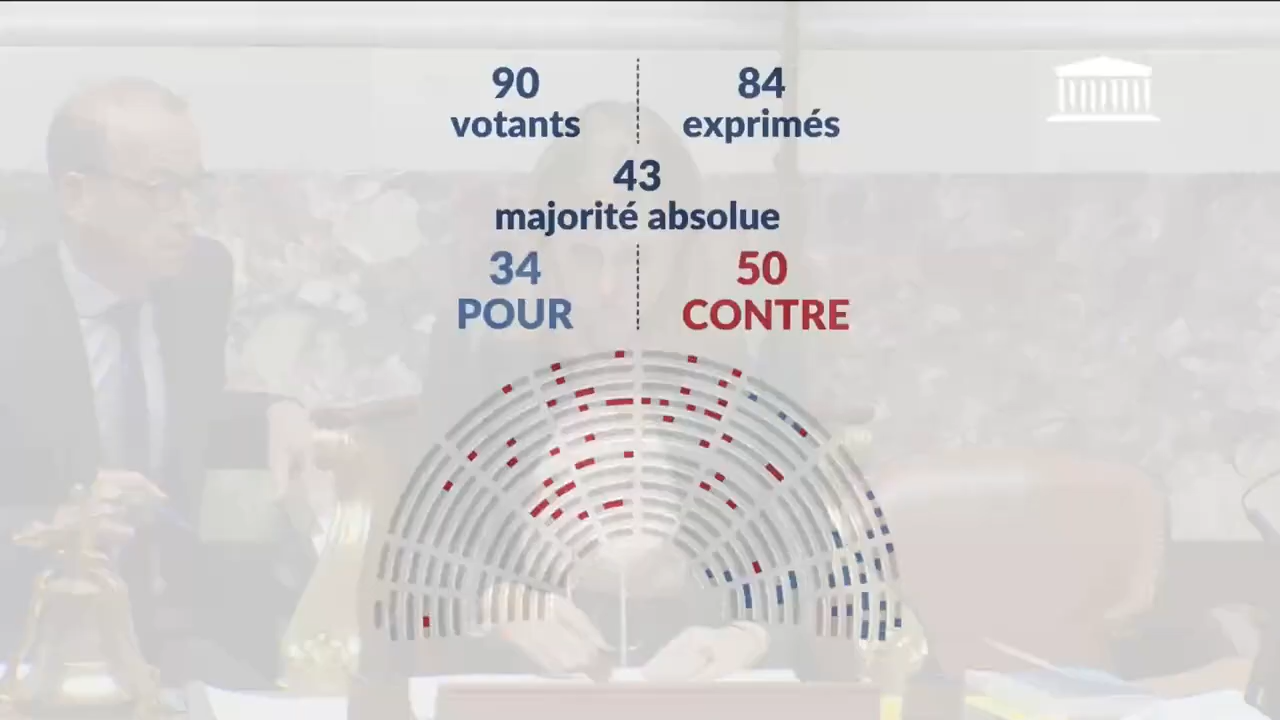 90
votants
84
exprimés
43
majorité absolue
34
POUR
50
CONTRE